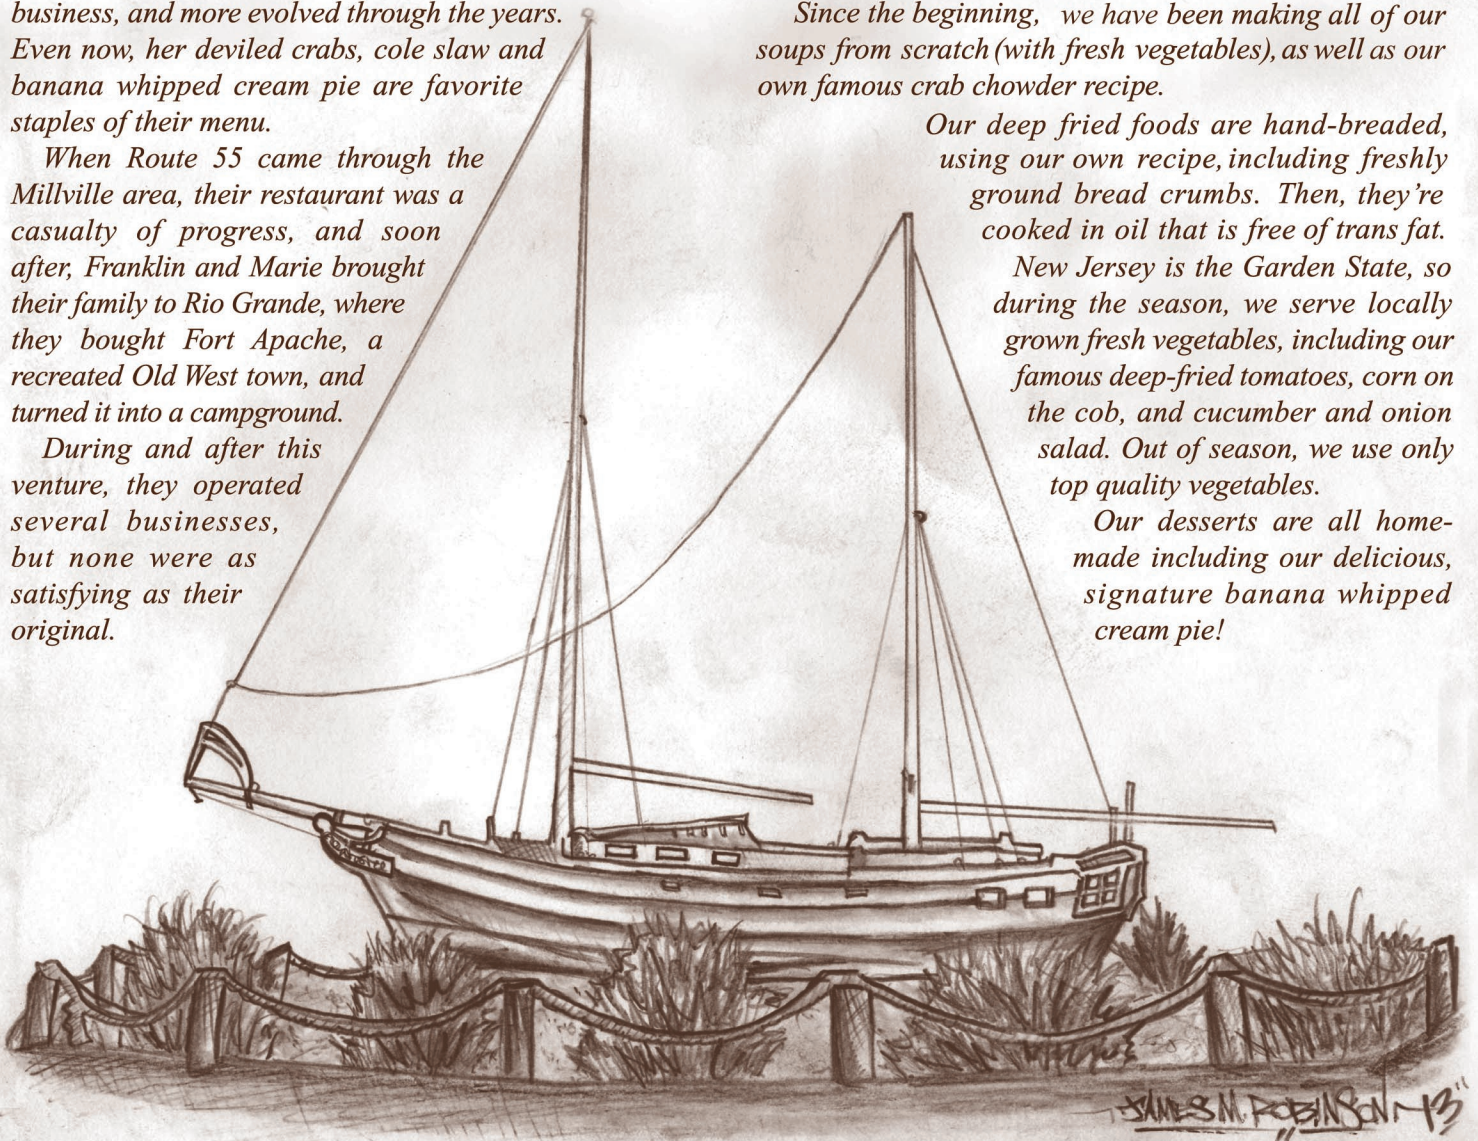 business, and more evolved through the years.
Even now, her deviled crabs, cole slaw and
banana whipped cream pie are favorite
staples of their menu.
When Route 55 came through the
Millville area, their restaurant was a
casualty of progress, and soon
after, Franklin and Marie brought
their family to Rio Grande, where
they bought Fort Apache, a
recreated Old West town, and
turned it into a campground.
During and after this
venture, they operated
several businesses,
but none were as
satisfying as their
original.
Since the beginning, we have been making all of our
soups from scratch (with fresh vegetables), as well as our
own famous crab chowder recipe.
Our deep fried foods are hand-breaded,
using our own recipe, including freshly
ground bread crumbs. Then, they're
cooked in oil that is free of trans fat.
New Jersey is the Garden State, so
during the season, we serve locally
grown fresh vegetables, including our
famous deep-fried tomatoes, corn on
the cob, and cucumber and onion
salad. Out of season, we use only
top quality vegetables.
Our desserts are all home-
made including our delicious,
signature banana whipped
cream pie!
JAMES M. ROBINSON 13"